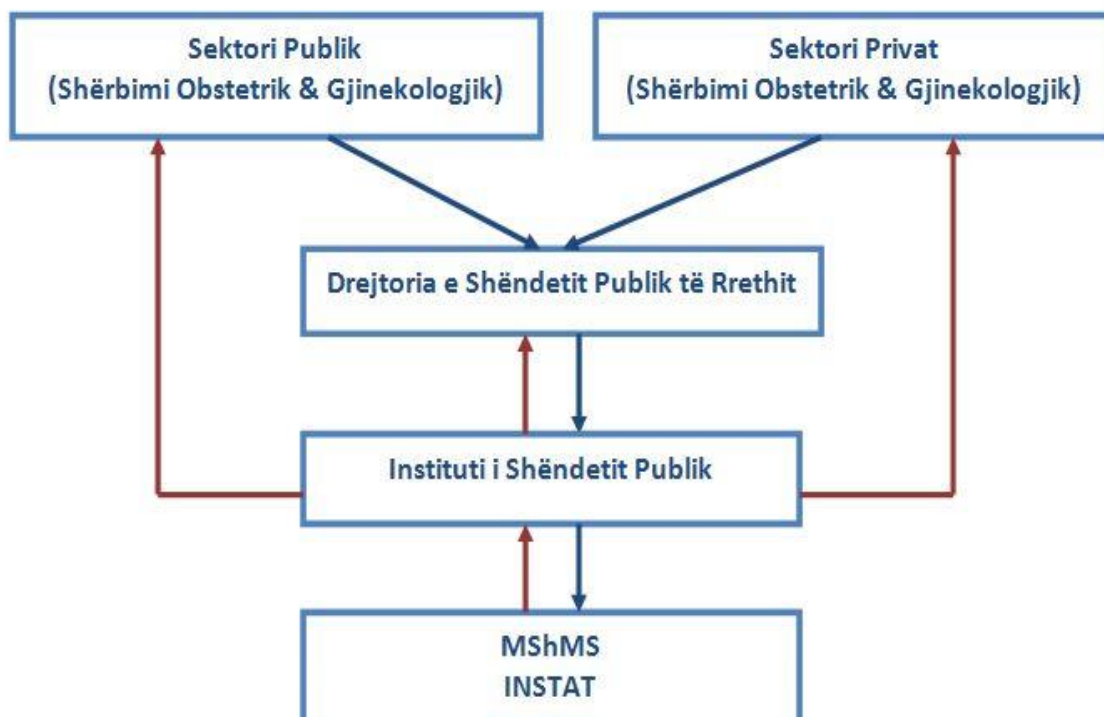 Sektori Publik
(Shërbimi Obstetrik & Gjinekologjik)
Sektori Privat
(Shërbimi Obstetrik & Gjinekologjik)
Drejtoria e Shëndetit Publik të Rrethit
Instituti i Shëndetit Publik
MShMS
INSTAT